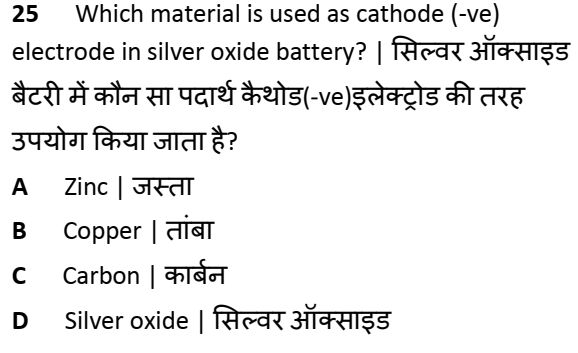 25 Which material is used as cathode (-ve)
electrode in silver oxide battery? | सिल्वर ऑक्साइड
बैटरी में कौन सा पदार्थ कैथोड(-ve)इलेक्ट्रोड की तरह
उपयोग किया जाता है?
A Zinc | जस्ता
B Copper | तांबा
C Carbon | कार्बन
D Silver oxide | सिल्वर ऑक्साइड